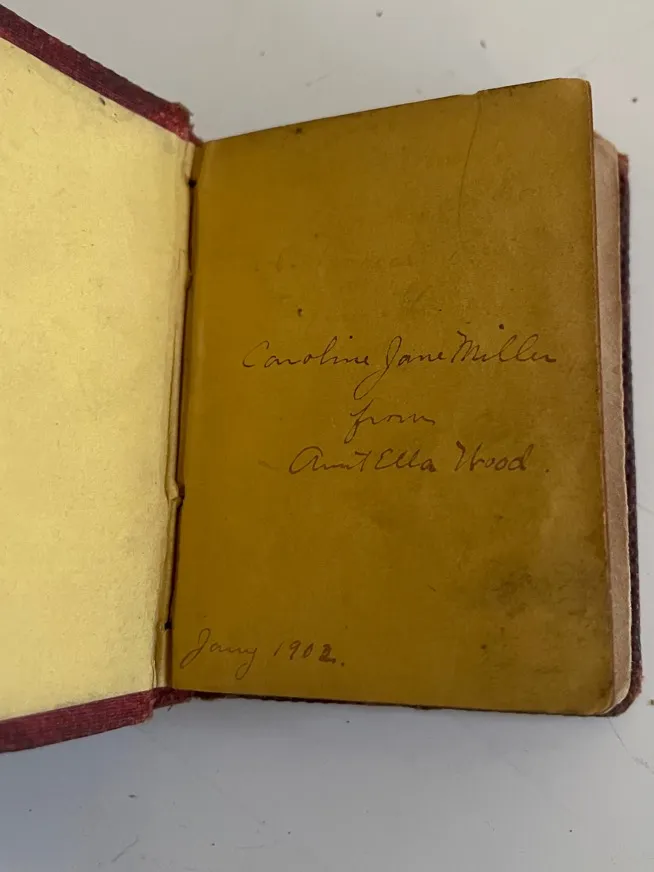 Caroline Jane Miller
from
Aunt Ella Wood.
Jany 1902.